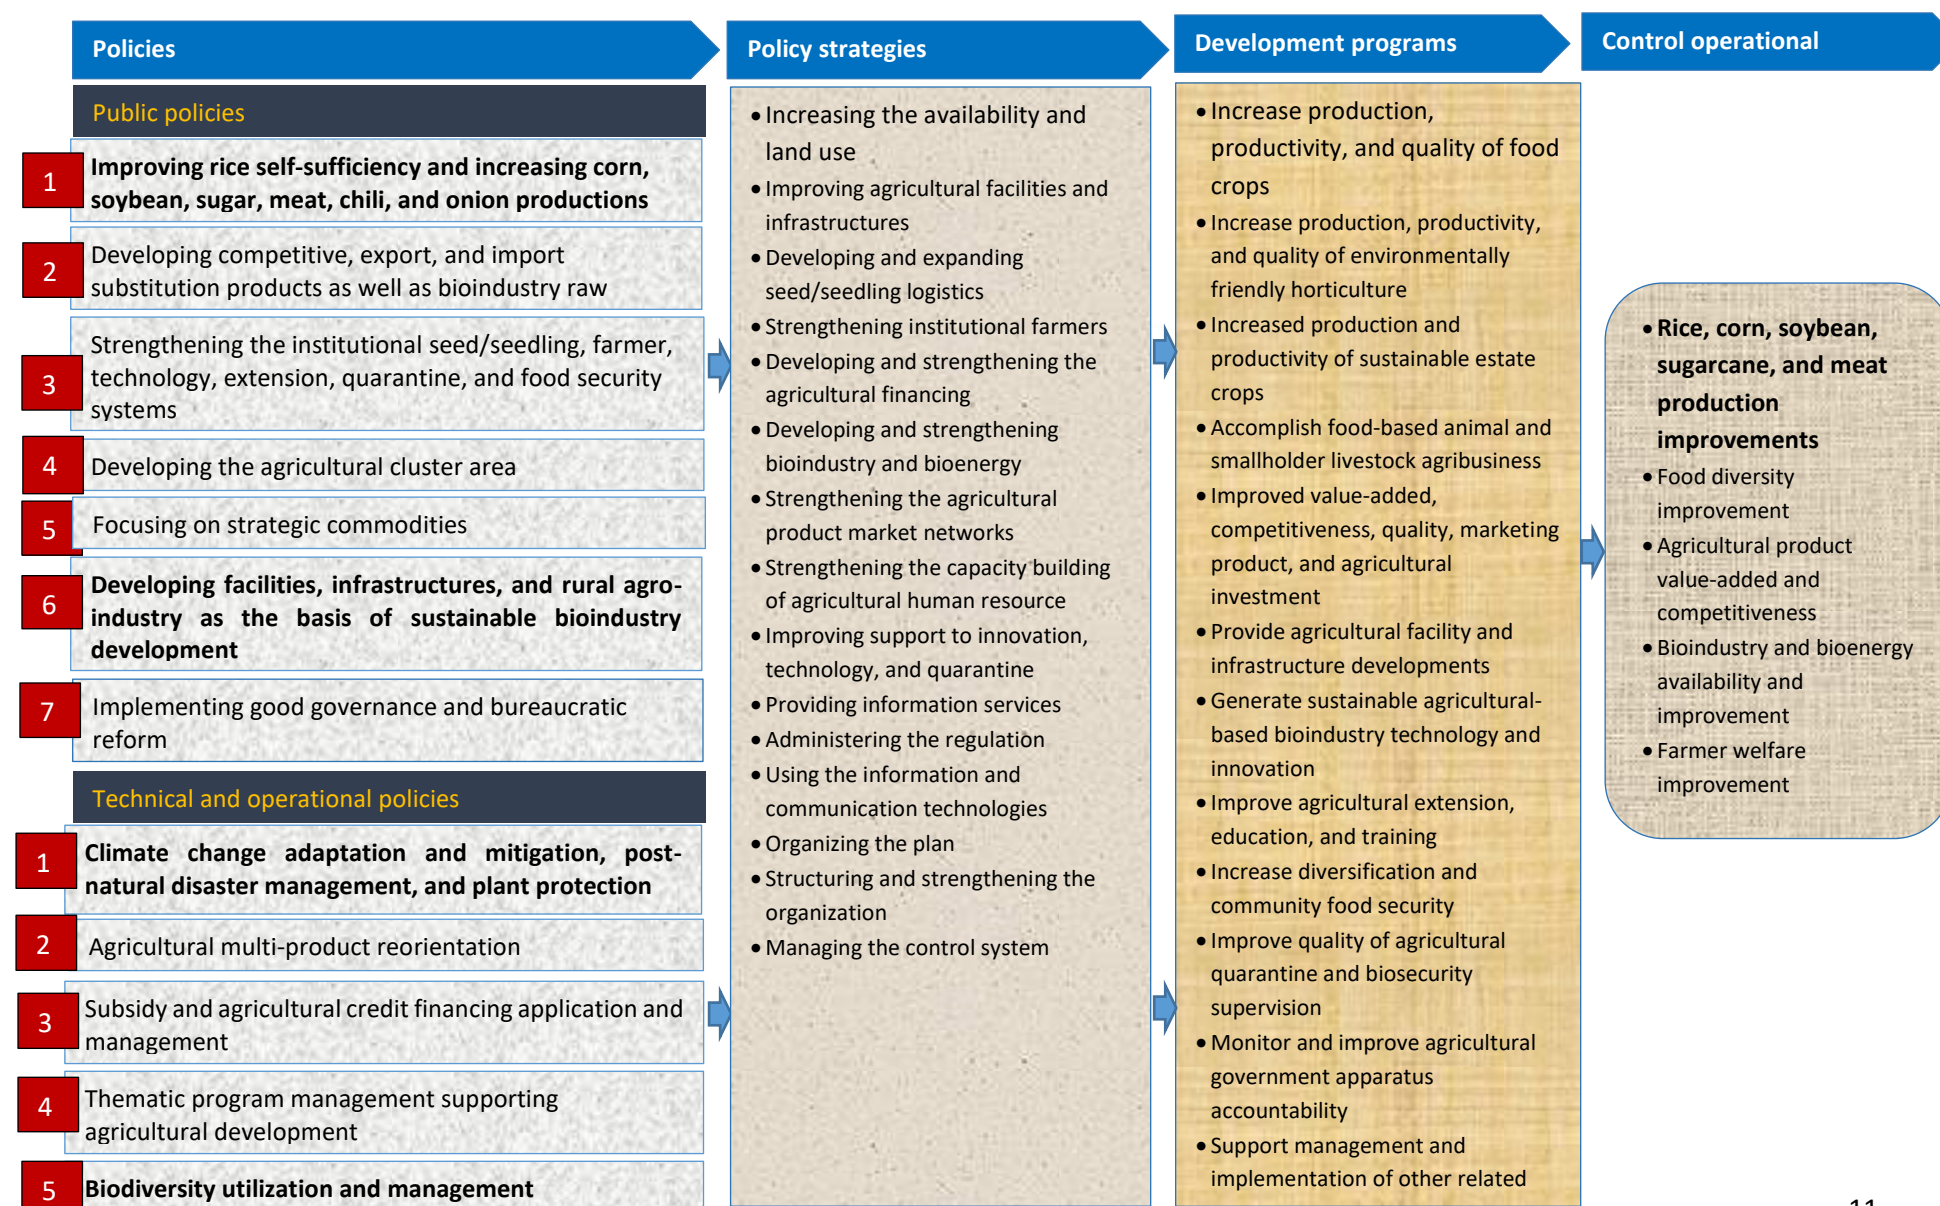 Policies
Public policies
1
Improving rice self-sufficiency and increasing corn,
soybean, sugar, meat, chili, and onion productions
2
Developing competitive, export, and import
substitution products as well as bioindustry raw
3
Strengthening the institutional seed/seedling, farmer,
technology, extension, quarantine, and food security
systems
4
Developing the agricultural cluster area
5
Focusing on strategic commodities
6
Developing facilities, infrastructures, and rural agro-
industry as the basis of sustainable bioindustry
development
7
Implementing good governance and bureaucratic
reform
Technical and operational policies
1
Climate change adaptation and mitigation, post-
natural disaster management, and plant protection
2
Agricultural multi-product reorientation
3
Subsidy and agricultural credit financing application and
management
4
Thematic program management supporting
agricultural development
5
Biodiversity utilization and management
Policy strategies
• Increasing the availability and
land use
• Improving agricultural facilities and
infrastructures
• Developing and expanding
seed/seedling logistics
• Strengthening institutional farmers
• Developing and strengthening the
agricultural financing
• Developing and strengthening
bioindustry and bioenergy
• Strengthening the agricultural
product market networks
• Strengthening the capacity building
of agricultural human resource
• Improving support to innovation,
technology, and quarantine
• Providing information services
• Administering the regulation
• Using the information and
communication technologies
• Organizing the plan
• Structuring and strengthening the
organization
• Managing the control system
Development programs
• Increase production,
productivity, and quality of food
crops
• Increase production, productivity,
and quality of environmentally
friendly horticulture
• Increased production and
productivity of sustainable estate
crops
• Accomplish food-based animal and
smallholder livestock agribusiness
• Improved value-added,
competitiveness, quality, marketing
product, and agricultural
investment
• Provide agricultural facility and
infrastructure developments
• Generate sustainable agricultural-
based bioindustry technology and
innovation
• Improve agricultural extension,
education, and training
• Increase diversification and
community food security
• Improve quality of agricultural
quarantine and biosecurity
supervision
• Monitor and improve agricultural
government apparatus
accountability
• Support management and
implementation of other related
Control operational
• Rice, corn, soybean,
sugarcane, and meat
production
improvements
• Food diversity
improvement
• Agricultural product
value-added and
competitiveness
• Bioindustry and bioenergy
availability and
improvement
• Farmer welfare
improvement
11